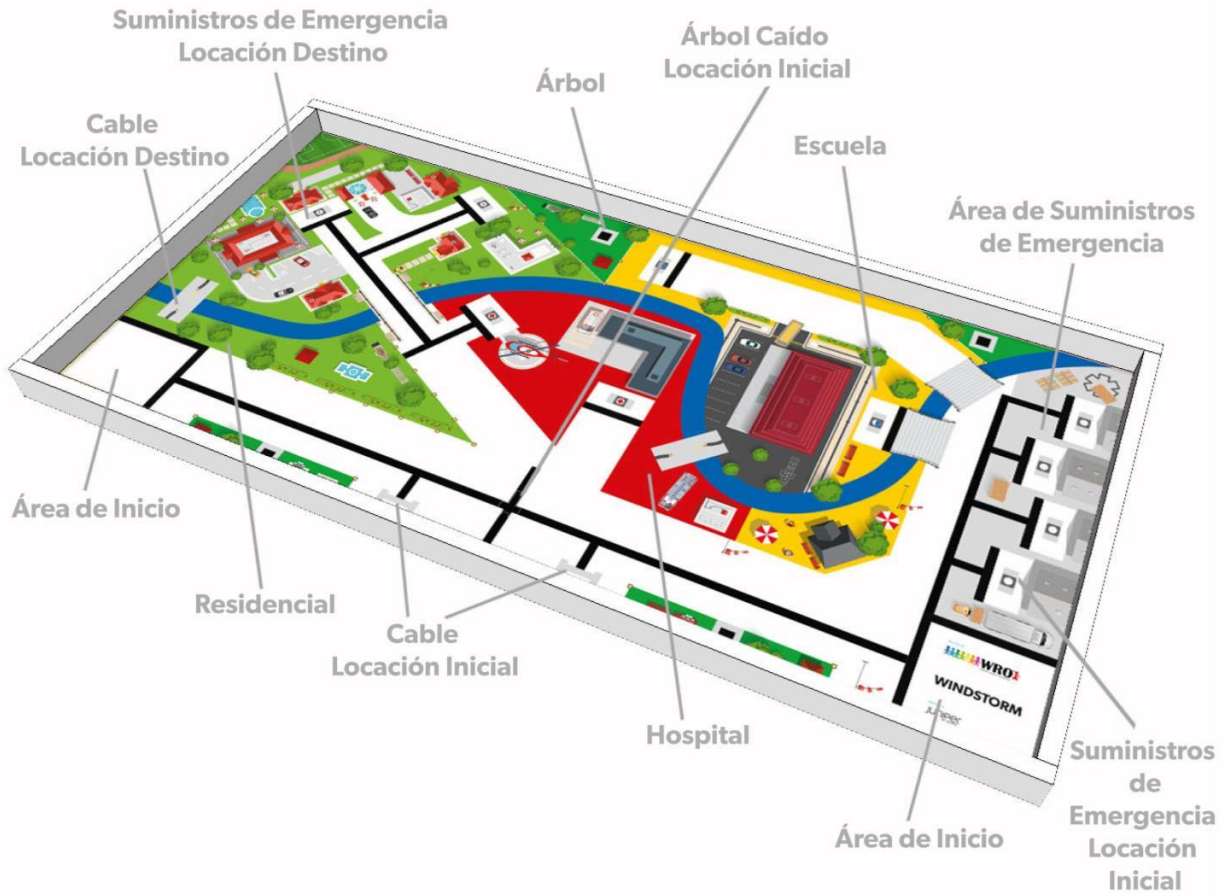 Suministros de Emergencia
Locación Destino
Árbol Caído
Locación Inicial
Árbol
Cable
Locación Destino
Escuela
Área de Suministros
de Emergencia
Área de Inicio
Residencial
Cable
Locación Inicial
Hospital
WRO
WINDSTORM
Juniper
Área de Inicio
Suministros
de
Emergencia
Locación
Inicial